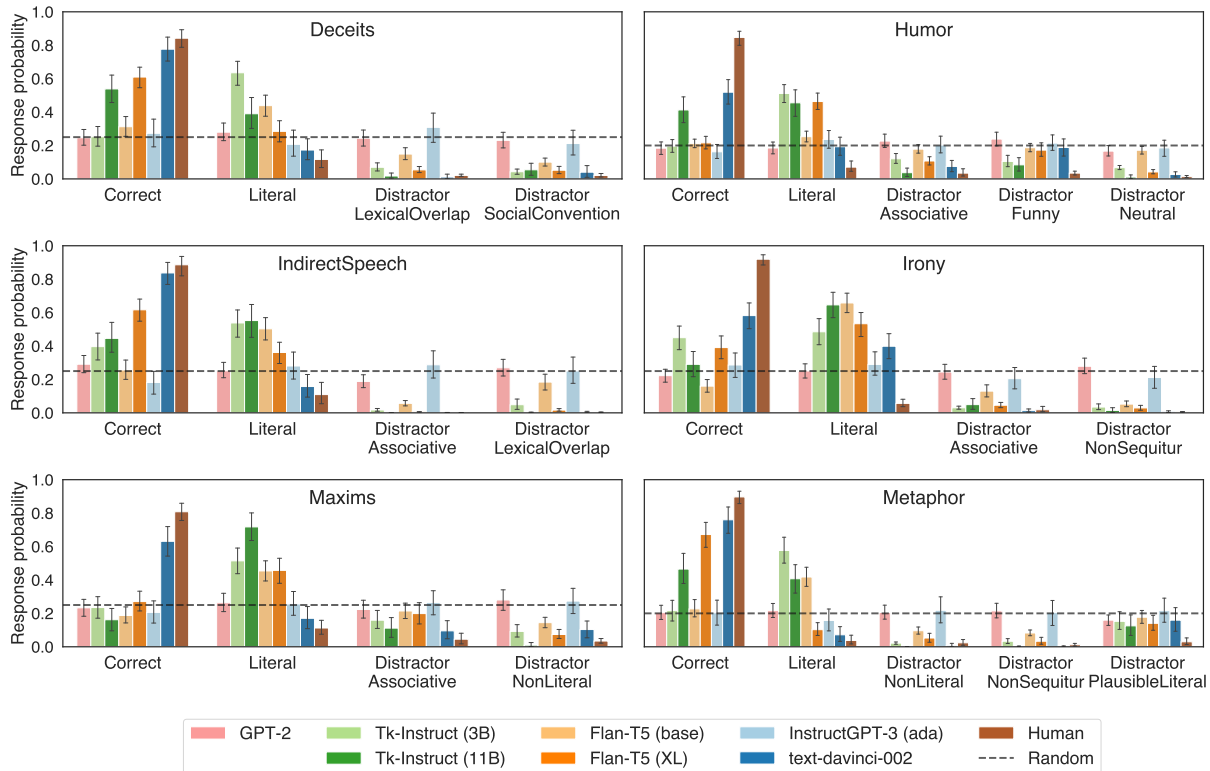 Deceits
Response probability
1.0
0.8
0.6
0.4
0.2
0.0
Correct
Literal
Distractor
LexicalOverlap
Distractor
SocialConvention
Humor
Correct
Literal
Distractor
Associative
Distractor
Funny
Distractor
Neutral
IndirectSpeech
Response probability
1.0
0.8
0.6
0.4
0.2
0.0
Correct
Literal
Distractor
Associative
Distractor
LexicalOverlap
Irony
Correct
Literal
Distractor
Associative
Distractor
NonSequitur
Maxims
Response probability
1.0
0.8
0.6
0.4
0.2
0.0
Correct
Literal
Distractor
Associative
Distractor
NonLiteral
Metaphor
Correct
Literal
Distractor
NonLiteral
Distractor
NonSequitur
Distractor
PlausibleLiteral
GPT-2
Tk-Instruct (3B)
Tk-Instruct (11B)
Flan-T5 (base)
Flan-T5 (XL)
InstructGPT-3 (ada)
text-davinci-002
Human
Random